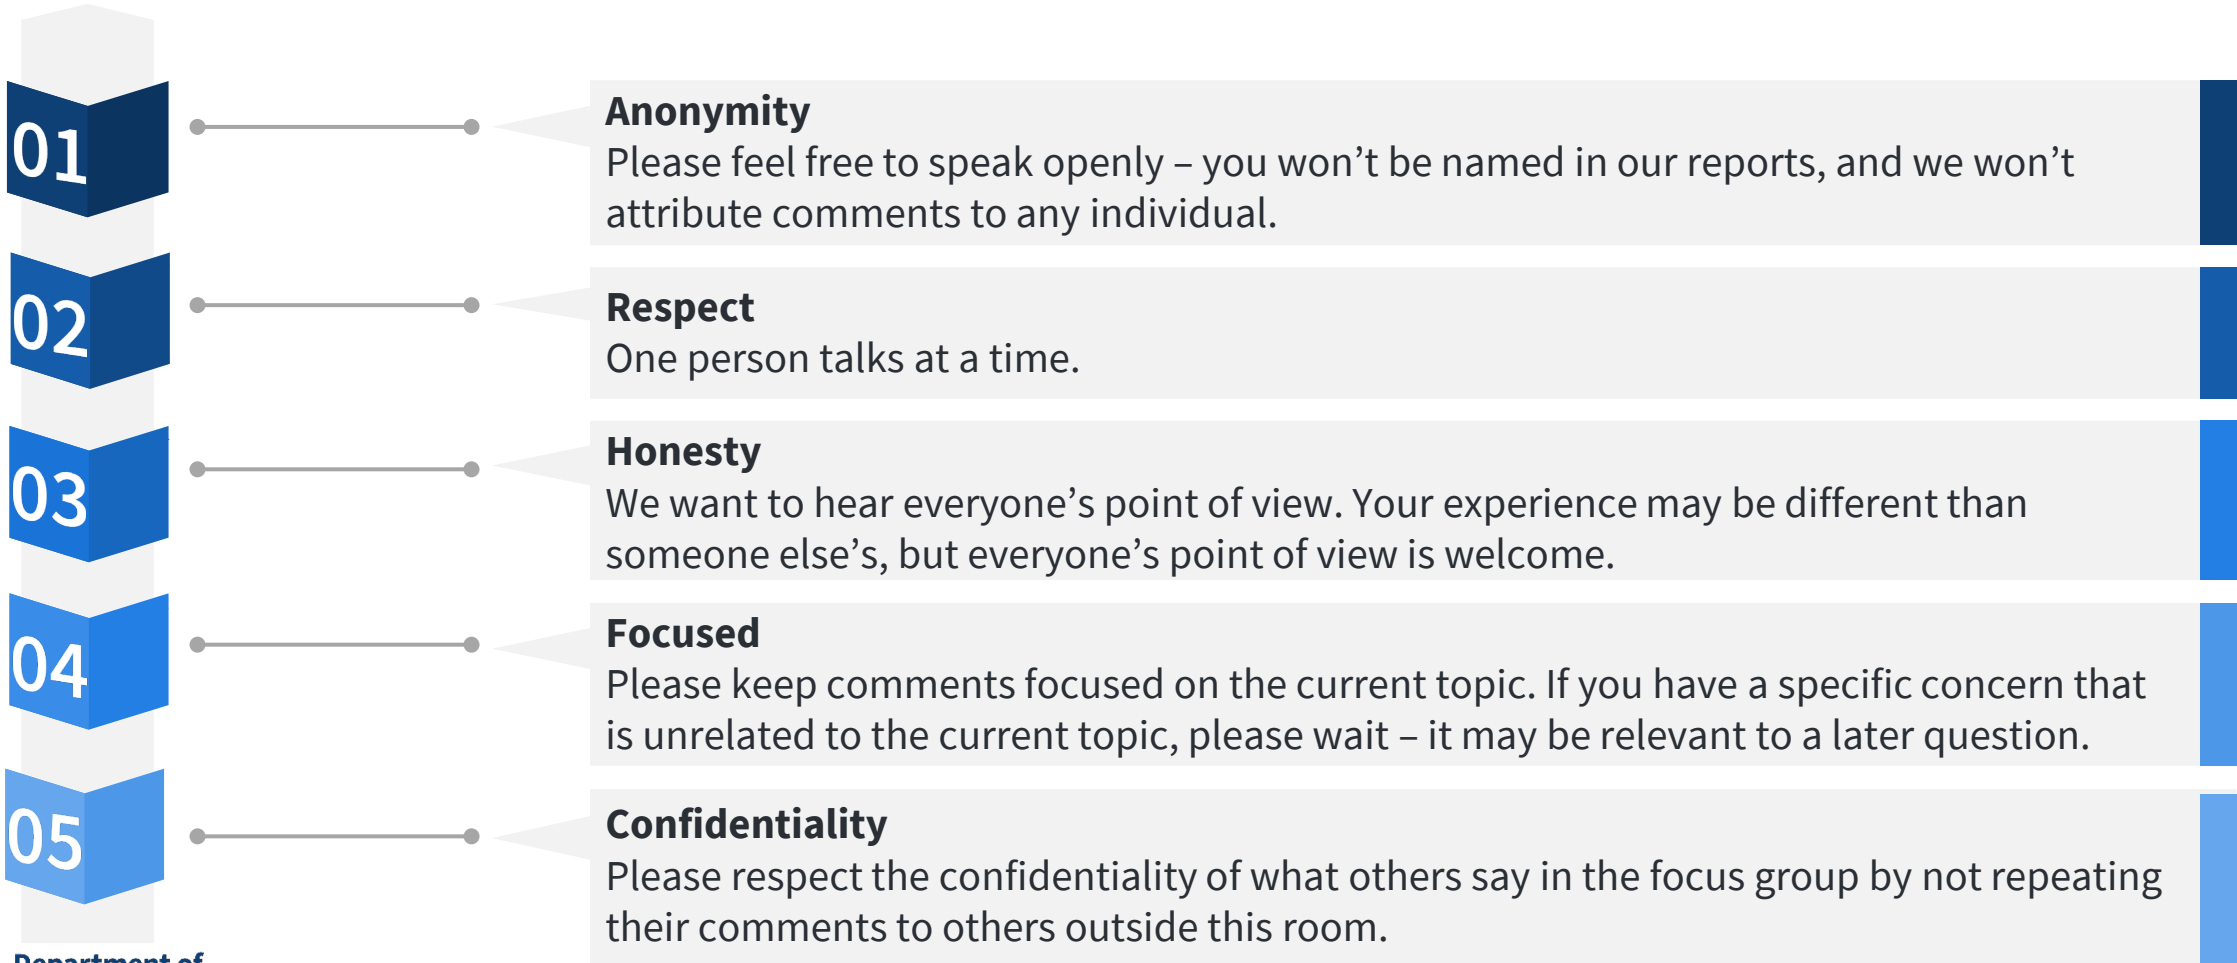 01
Anonymity
Please feel free to speak openly – you won’t be named in our reports, and we won’t
attribute comments to any individual.
02
Respect
One person talks at a time.
03
Honesty
We want to hear everyone’s point of view. Your experience may be different than
someone else’s, but everyone’s point of view is welcome.
04
Focused
Please keep comments focused on the current topic. If you have a specific concern that
is unrelated to the current topic, please wait – it may be relevant to a later question.
05
Confidentiality
Please respect the confidentiality of what others say in the focus group by not repeating
their comments to others outside this room.
Department of